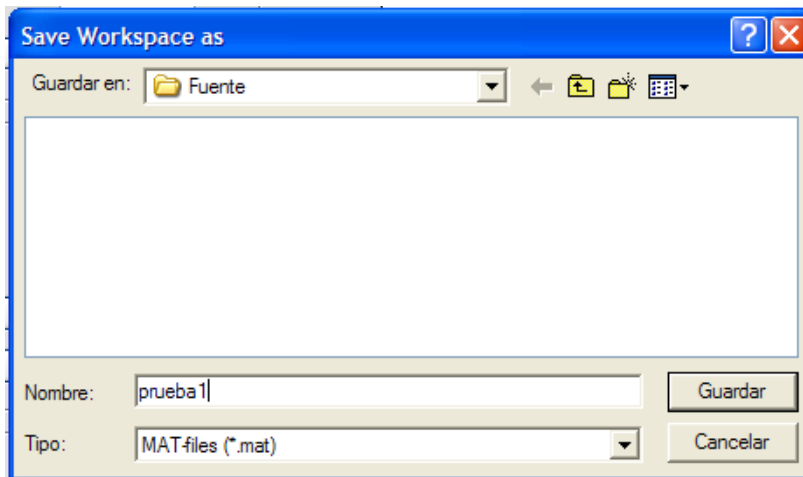 Save Workspace as
Guardar en: Fuente
Nombre: prueba1 Guardar
Tipo: MAT-files (*.mat) Cancelar